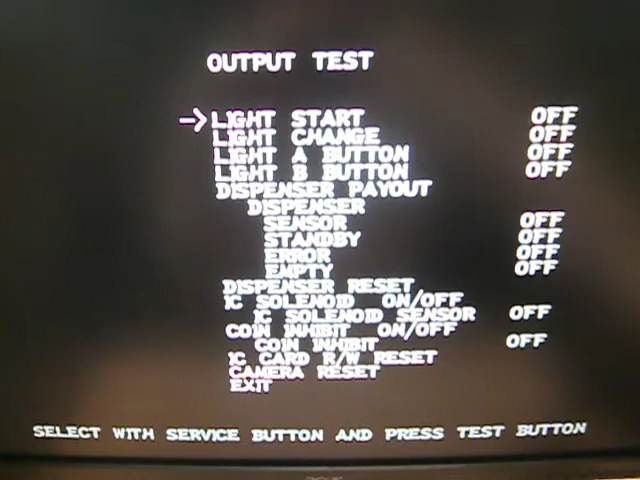 OUTPUT TEST
→LIGHT START OFF
LIGHT CHANGE OFF
LIGHT A BUTTON OFF
LIGHT B BUTTON OFF
DISPENSER PAYOUT
DISPENSER
SENSOR OFF
STANDBY OFF
ERROR OFF
EMPTY OFF
DISPENSER RESET
IC SOLENOID ON/OFF
IC SOLENOID SENSOR OFF
COIN INHIBIT ON/OFF
COIN INHIBIT OFF
IC CARD R/W RESET
CAMERA RESET
EXIT
SELECT WITH SERVICE BUTTON AND PRESS TEST BUTTON